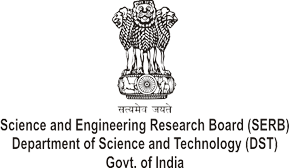 सत्यमेव जयते
Science and Engineering Research Board (SERB)
Department of Science and Technology (DST)
Govt. of India